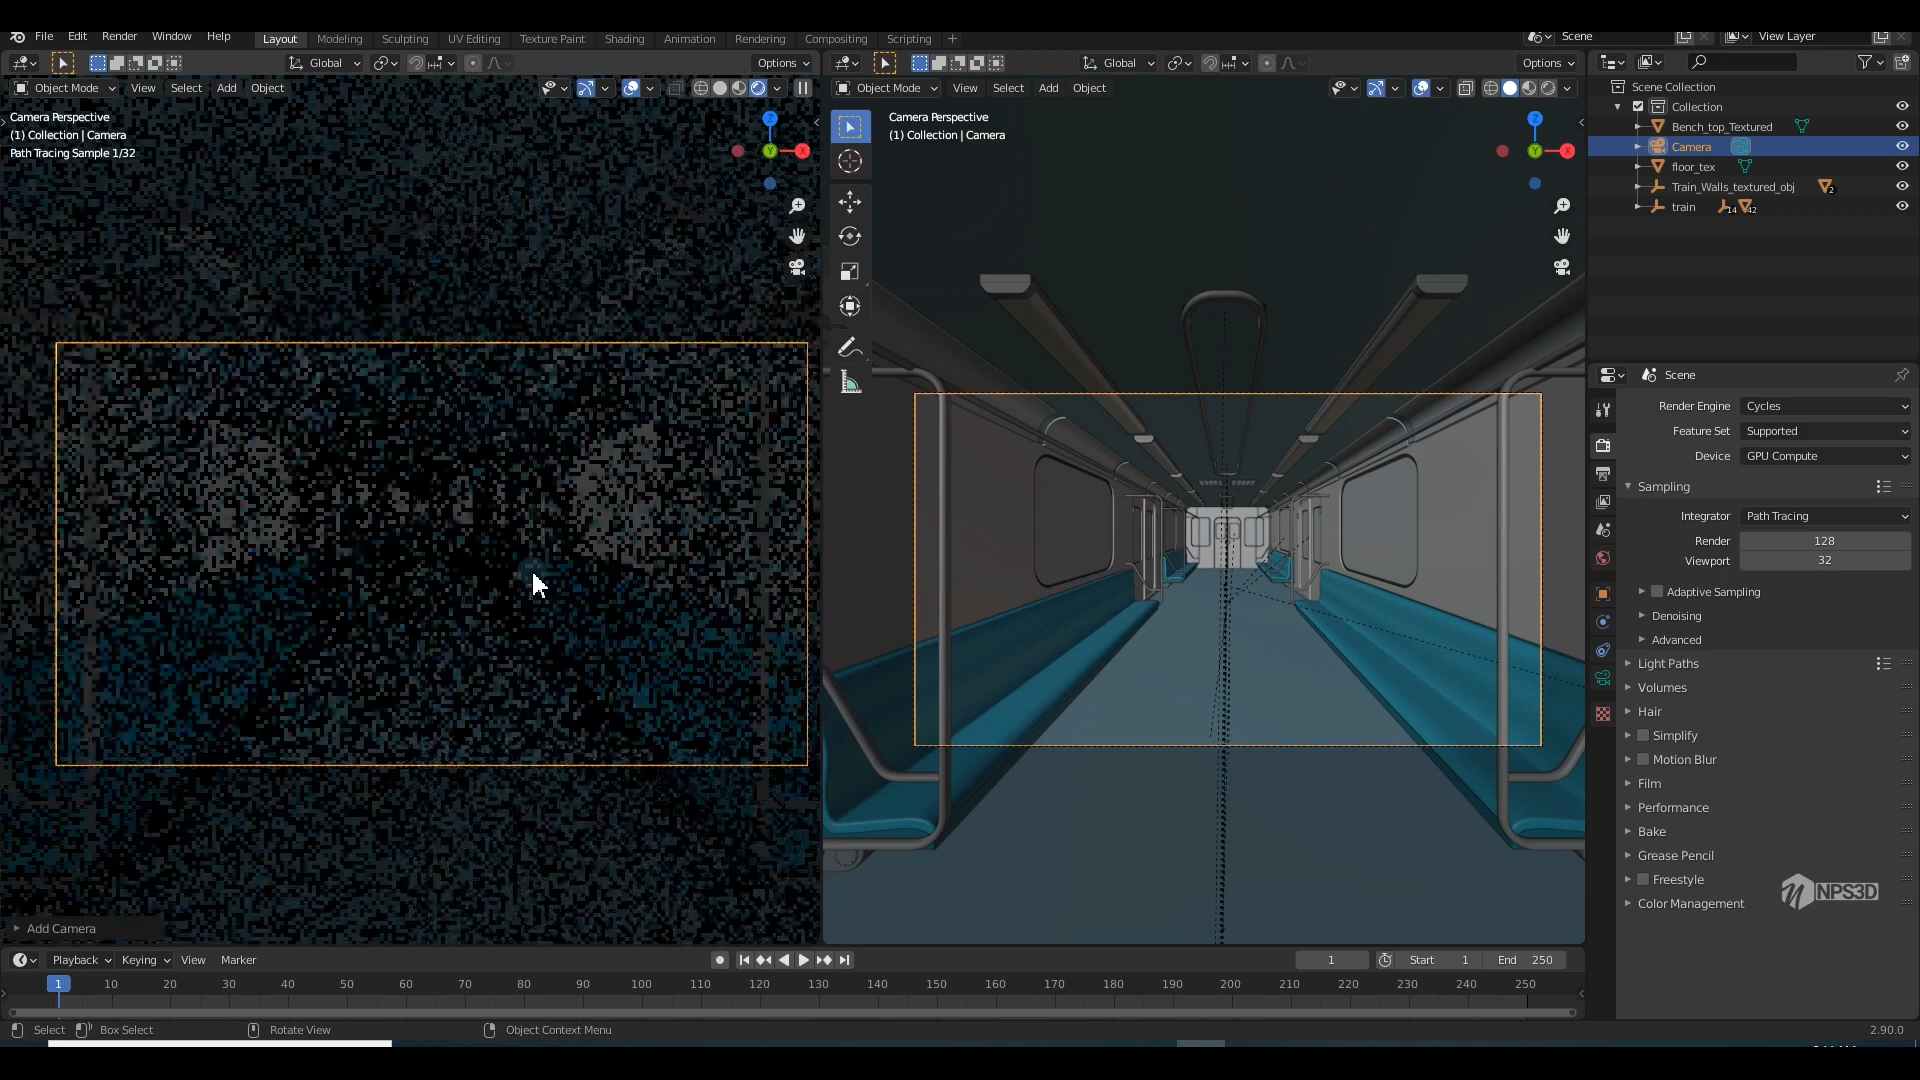 File Edit Render Window Help Layout Modeling Sculpting UV Editing Texture Paint Shading Animation Rendering Compositing Scripting + Scene View Layer
Global Options Global Options
Object Mode View Select Add Object Object Mode View Select Add Object
Camera Perspective
(1) Collection | Camera
Path Tracing Sample 1/32
Z
Y
X
Camera Perspective
(1) Collection | Camera
Z
Y
X
Scene Collection
Collection
Bench_top_Textured
Camera
floor_tex
Train_Walls_textured_obj 2
train 14 42
Scene
Render Engine Cycles
Feature Set Supported
Device GPU Compute
Sampling
Integrator Path Tracing
Render 128
Viewport 32
Adaptive Sampling
Denoising
Advanced
Light Paths
Volumes
Hair
Simplify
Motion Blur
Film
Performance
Bake
Grease Pencil
Freestyle
Color Management
NPS3D
Add Camera
Playback Keying View Marker 1 Start 1 End 250
1 10 20 30 40 50 60 70 80 90 100 110 120 130 140 150 160 170 180 190 200 210 220 230 240 250
Select Box Select Rotate View Object Context Menu 2.90.0